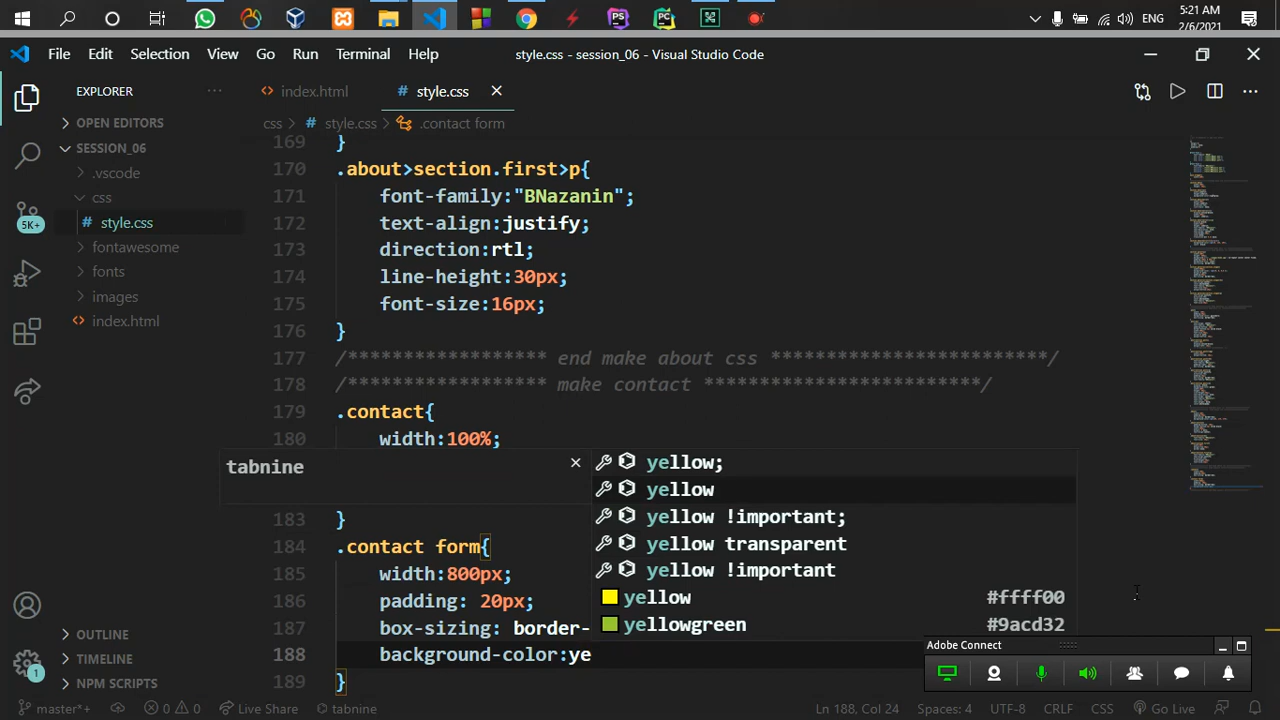 5:21 AM
ENG
2/6/2021
File Edit Selection View Go Run Terminal Help
style.css - session_06 - Visual Studio Code
EXPLORER
index.html
style.css
OPEN EDITORS
css > style.css > .contact form
SESSION_06
.vscode
css
style.css
fontawesome
fonts
images
index.html
5K+
169 }
170 .about>section.first>p{
171 font-family:"BNazanin";
172 text-align:justify;
173 direction:rtl;
174 line-height:30px;
175 font-size:16px;
176 }
177 /****************** end make about css *************************/
178 /****************** make contact *************************/
179 .contact{
180 width:100%;
tabnine
yellow;
yellow
yellow !important;
yellow transparent
yellow !important
yellow #ffff00
yellowgreen #9acd32
183 }
184 .contact form{
185 width:800px;
186 padding: 20px;
187 box-sizing: border-
188 background-color:ye
189 }
OUTLINE
TIMELINE
NPM SCRIPTS
1
Adobe Connect
master*+
0
0
Live Share
tabnine
Ln 188, Col 24
Spaces: 4
UTF-8
CRLF
CSS
Go Live
PS
PC